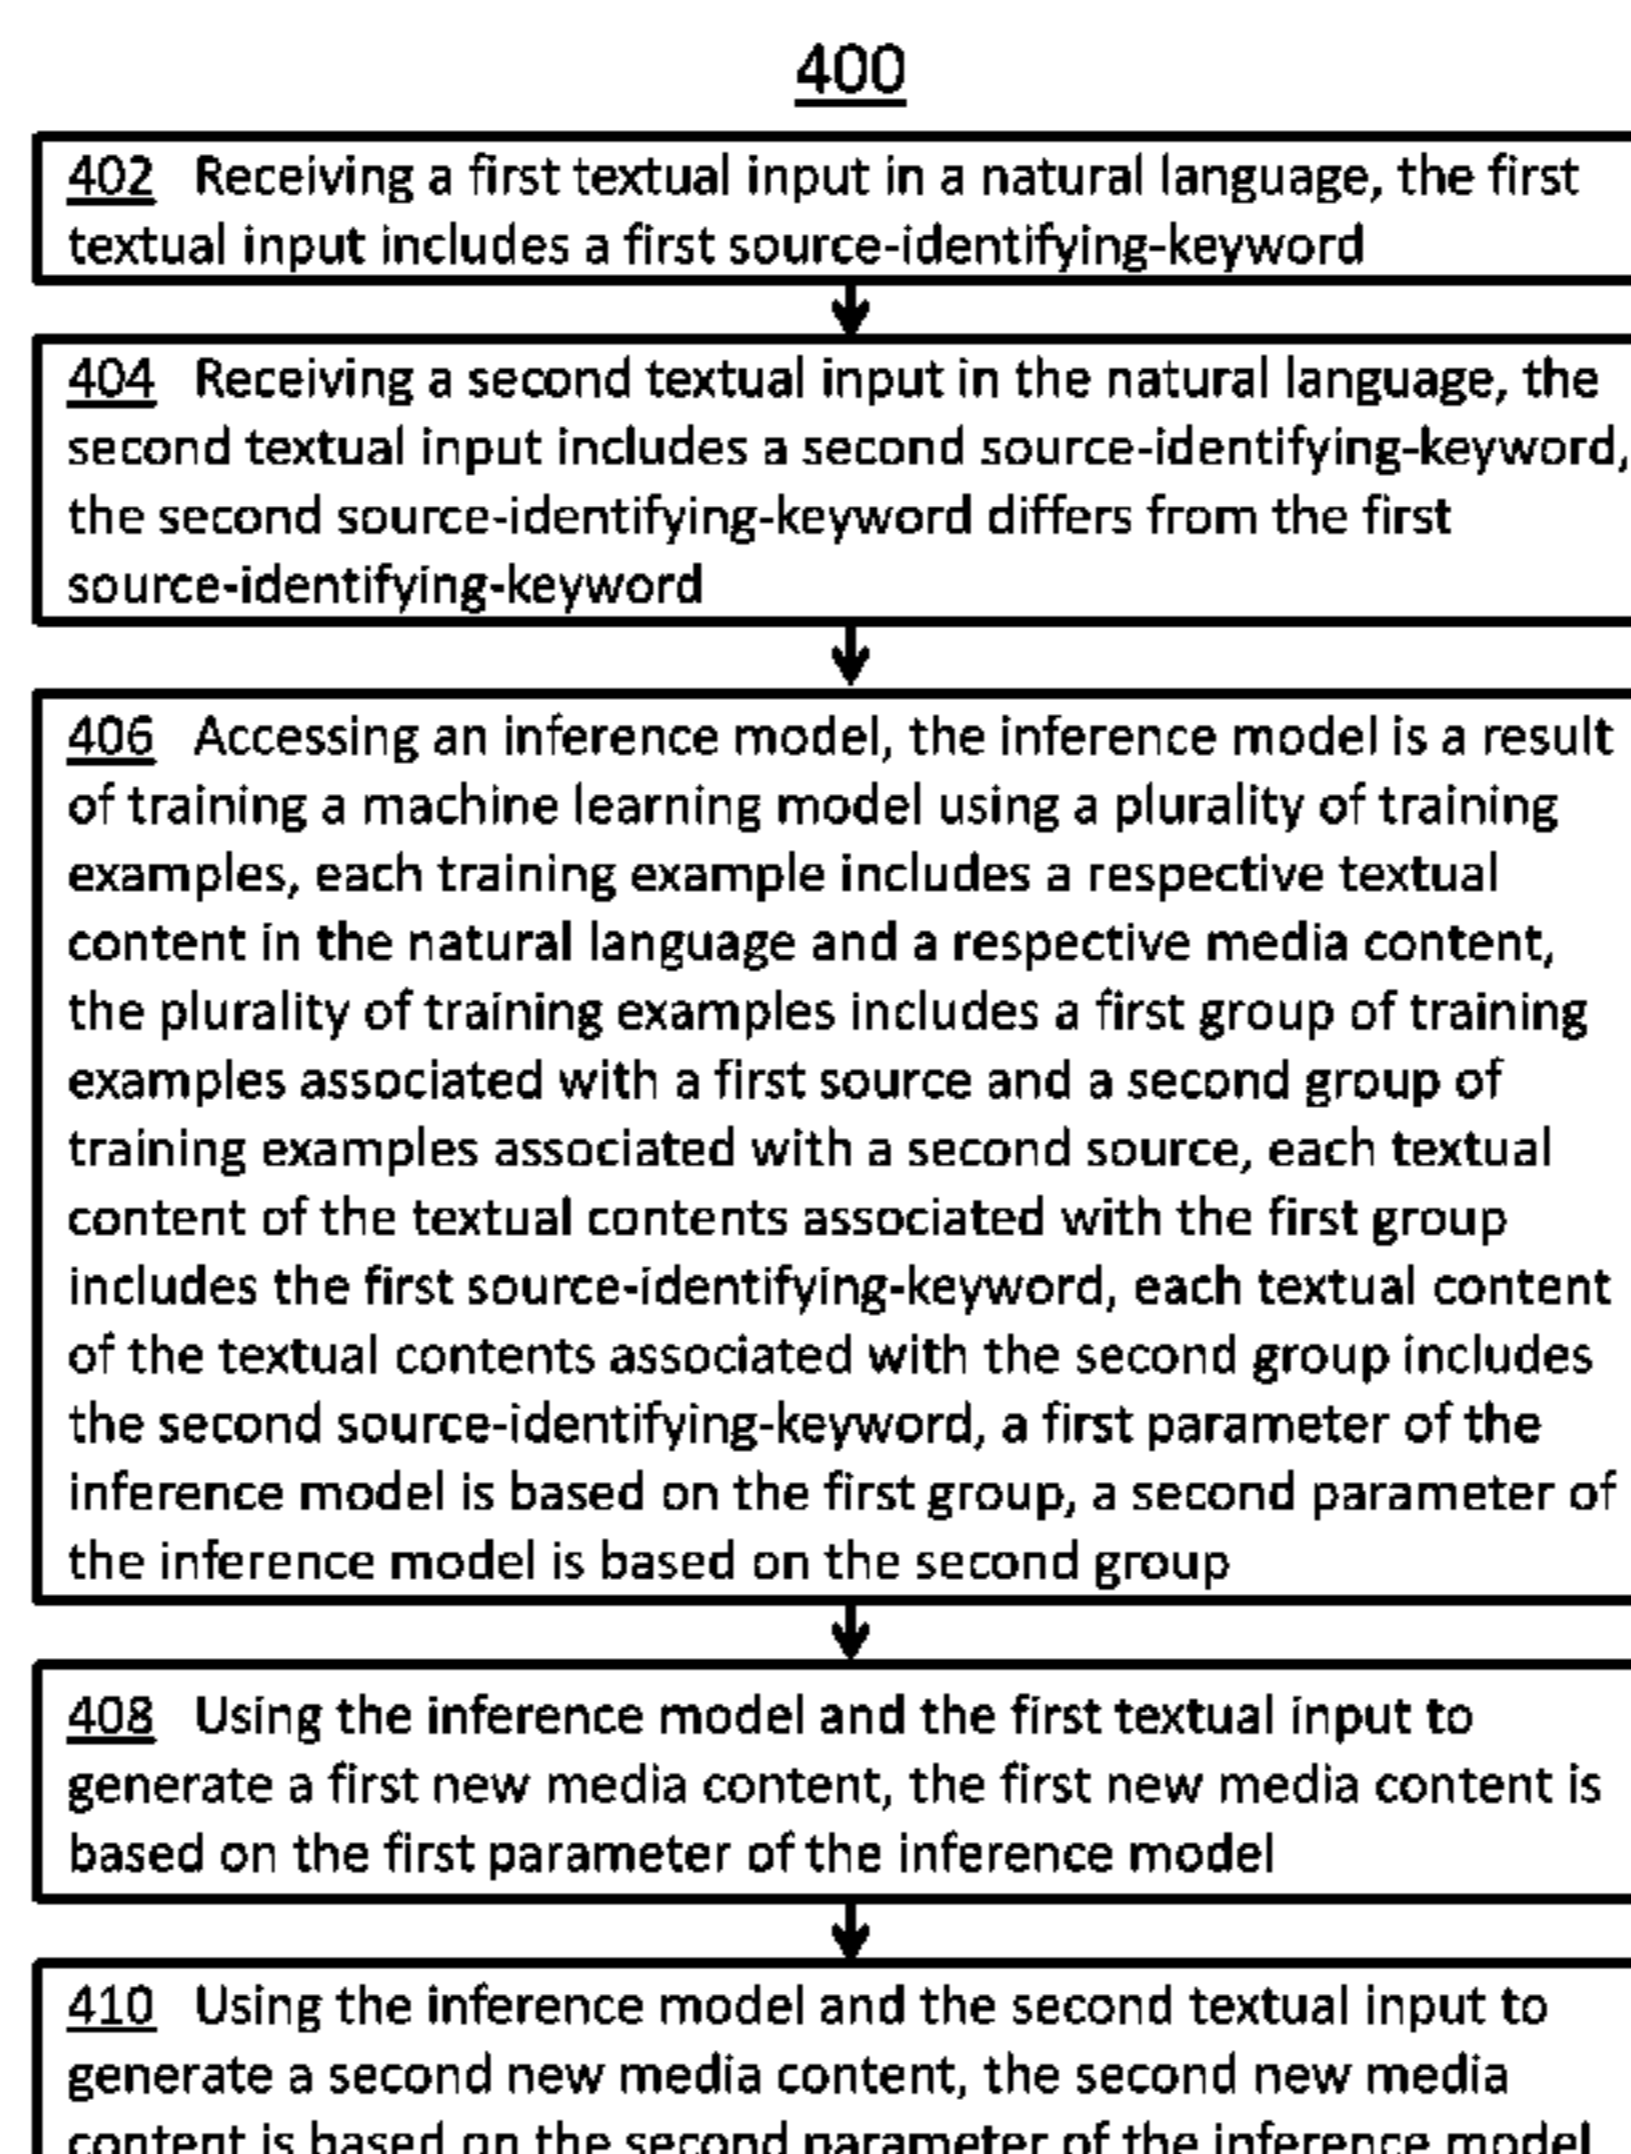 400
402 Receiving a first textual input in a natural language, the first
textual input includes a first source-identifying-keyword
404 Receiving a second textual input in the natural language, the
second textual input includes a second source-identifying-keyword,
the second source-identifying-keyword differs from the first
source-identifying-keyword
406 Accessing an inference model, the inference model is a result
of training a machine learning model using a plurality of training
examples, each training example includes a respective textual
content in the natural language and a respective media content,
the plurality of training examples includes a first group of training
examples associated with a first source and a second group of
training examples associated with a second source, each textual
content of the textual contents associated with the first group
includes the first source-identifying-keyword, each textual content
of the textual contents associated with the second group includes
the second source-identifying-keyword, a first parameter of the
inference model is based on the first group, a second parameter of
the inference model is based on the second group
408 Using the inference model and the first textual input to
generate a first new media content, the first new media content is
based on the first parameter of the inference model
410 Using the inference model and the second textual input to
generate a second new media content, the second new media
content is based on the second parameter of the inference model